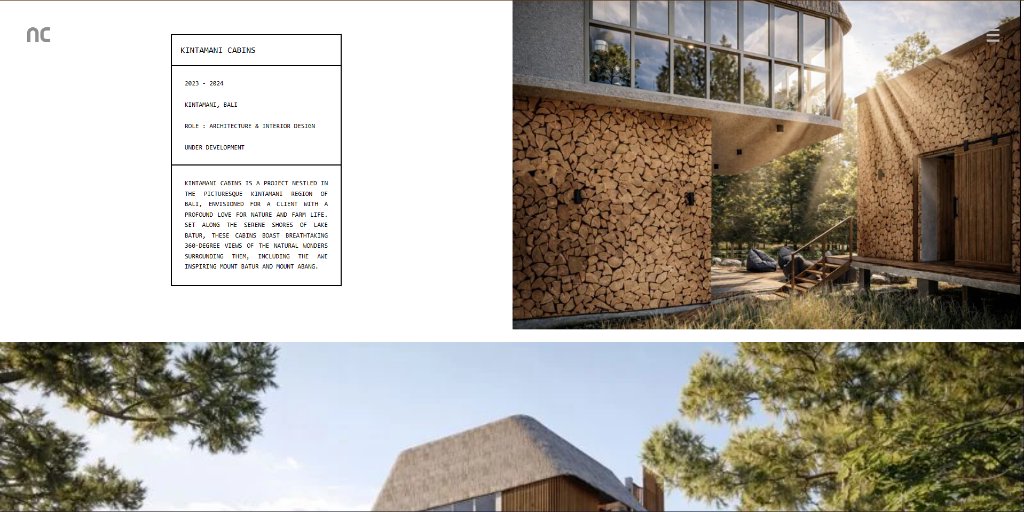 nc
KINTAMANI CABINS
2023 - 2024
KINTAMANI, BALI
ROLE : ARCHITECTURE & INTERIOR DESIGN
UNDER DEVELOPMENT
KINTAMANI CABINS IS A PROJECT NESTLED IN
THE PICTURESQUE KINTAMANI REGION OF
BALI, ENVISIONED FOR A CLIENT WITH A
PROFOUND LOVE FOR NATURE AND FARM LIFE.
SET ALONG THE SERENE SHORES OF LAKE
BATUR, THESE CABINS BOAST BREATHTAKING
360-DEGREE VIEWS OF THE NATURAL WONDERS
SURROUNDING THEM, INCLUDING THE AWE
INSPIRING MOUNT BATUR AND MOUNT ABANG.